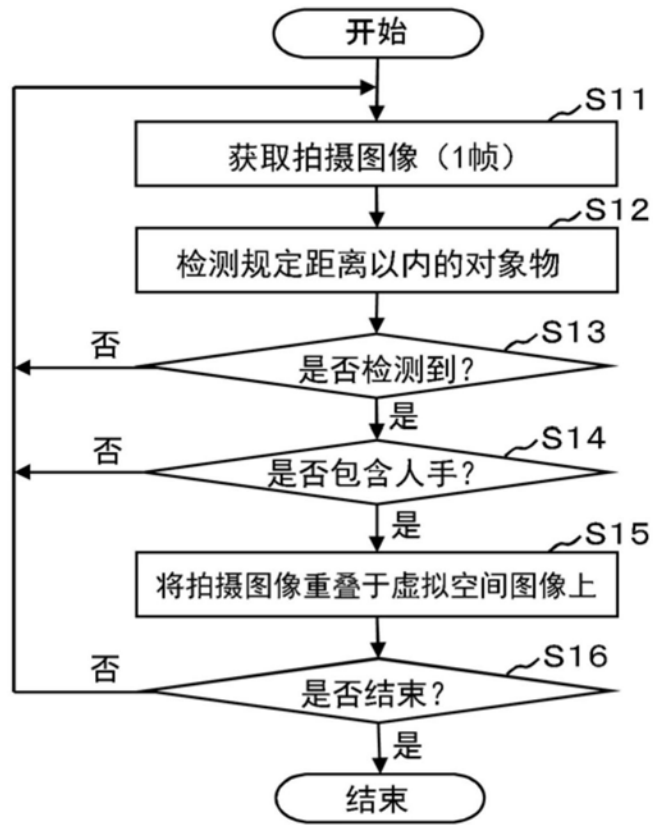 开始
S11
获取拍摄图像（1帧）
S12
检测规定距离以内的对象物
S13
否
是否检测到？
是
S14
否
是否包含人手？
是
S15
将拍摄图像重叠于虚拟空间图像上
S16
否
是否结束？
是
结束